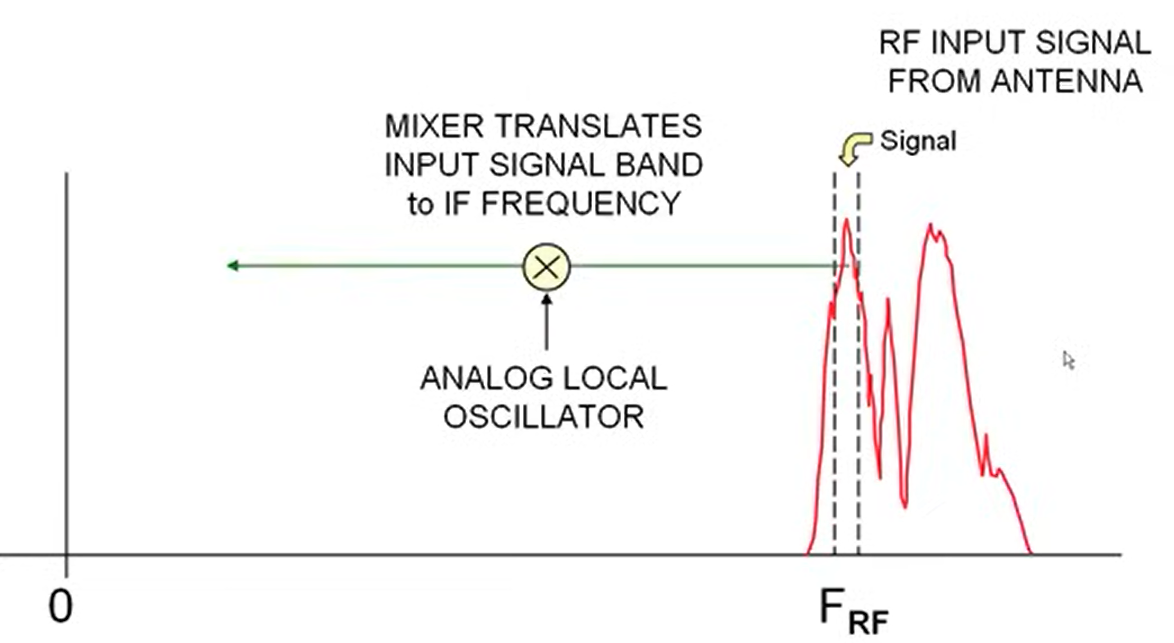 RF INPUT SIGNAL
FROM ANTENNA
MIXER TRANSLATES
INPUT SIGNAL BAND
to IF FREQUENCY
Signal
ANALOG LOCAL
OSCILLATOR
0
FRF